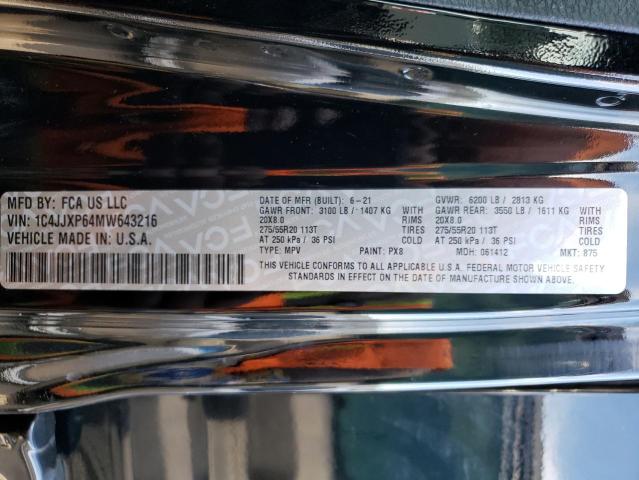 MFD BY: FCA US LLC
VIN: 1C4JJXP64MW643216
VEHICLE MADE IN: U.S.A.
DATE OF MFR (BUILT): 6-21 GVWR: 6200 LB / 2813 KG
GAWR FRONT: 3100 LB / 1407 KG WITH GAWR REAR: 3550 LB / 1611 KG WITH
20X8.0 RIMS 20X8.0 RIMS
275/55R20 113T TIRES 275/55R20 113T TIRES
AT 250 kPa / 36 PSI COLD AT 250 kPa / 36 PSI COLD
TYPE: MPV PAINT: PX8 MDH: 061412 MKT: 875
THIS VEHICLE CONFORMS TO ALL APPLICABLE U.S.A. FEDERAL MOTOR VEHICLE SAFETY
STANDARDS IN EFFECT ON THE DATE OF MANUFACTURE SHOWN ABOVE.